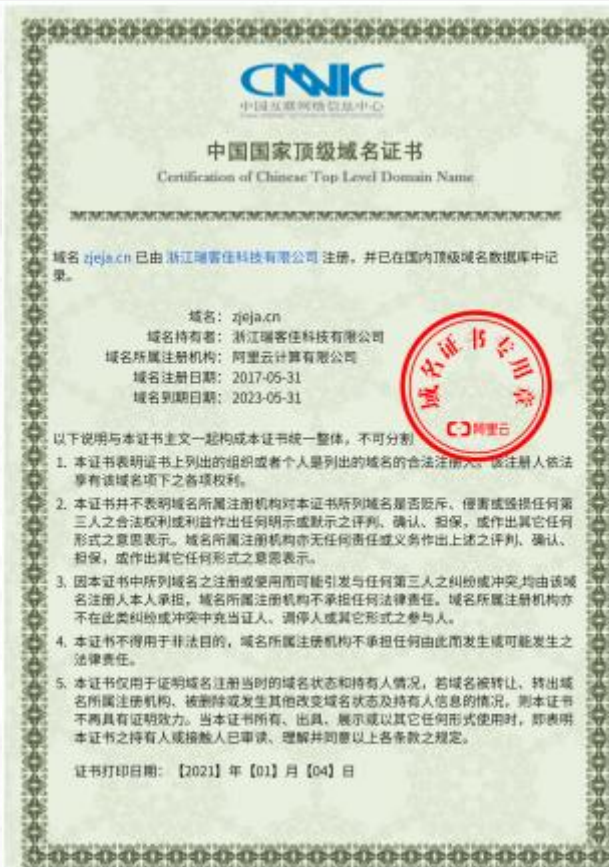 CNNIC
中国互联网络信息中心
中国国家顶级域名证书
Certification of Chinese Top Level Domain Name
域名 zjeja.cn 已由 浙江瑞客佳科技有限公司 注册，并已在国内顶级域名数据库中记
录。
域名： zjeja.cn
域名持有者： 浙江瑞客佳科技有限公司
域名所属注册机构： 阿里云计算有限公司
域名注册日期： 2017-05-31
域名到期日期： 2023-05-31
域名证书专用章
阿里云
以下说明与本证书主文一起构成本证书统一整体，不可分割
1. 本证书表明证书上列出的组织或者个人是列出的域名的合法注册人。该注册人依法
享有该域名项下之各项权利。
2. 本证书并不表明域名所属注册机构对本证书所列域名是否贬斥、侵害或毁损任何第
三人之合法权利或利益作出任何明示或默示之评判、确认、担保，或作出其它任何
形式之意思表示。域名所属注册机构亦无任何责任或义务作出上述之评判、确认、
担保，或作出其它任何形式之意思表示。
3. 因本证书中所列域名之注册或使用而可能引发与任何第三人之纠纷或冲突,均由该域
名注册人本人承担，域名所属注册机构不承担任何法律责任。域名所属注册机构亦
不在此类纠纷或冲突中充当证人、调停人或其它形式之参与人。
4. 本证书不得用于非法目的，域名所属注册机构不承担任何由此而发生或可能发生之
法律责任。
5. 本证书仅用于证明域名注册当时的域名状态和持有人情况，若域名被转让、转出域
名所属注册机构、被删除或发生其他改变域名状态及持有人信息的情况，则本证书
不再具有证明效力。当本证书所有、出具、展示或以其它任何形式使用时，即表明
本证书之持有人或接触人已审读、理解并同意以上各条款之规定。
证书打印日期： 【2021】年【01】月【04】日